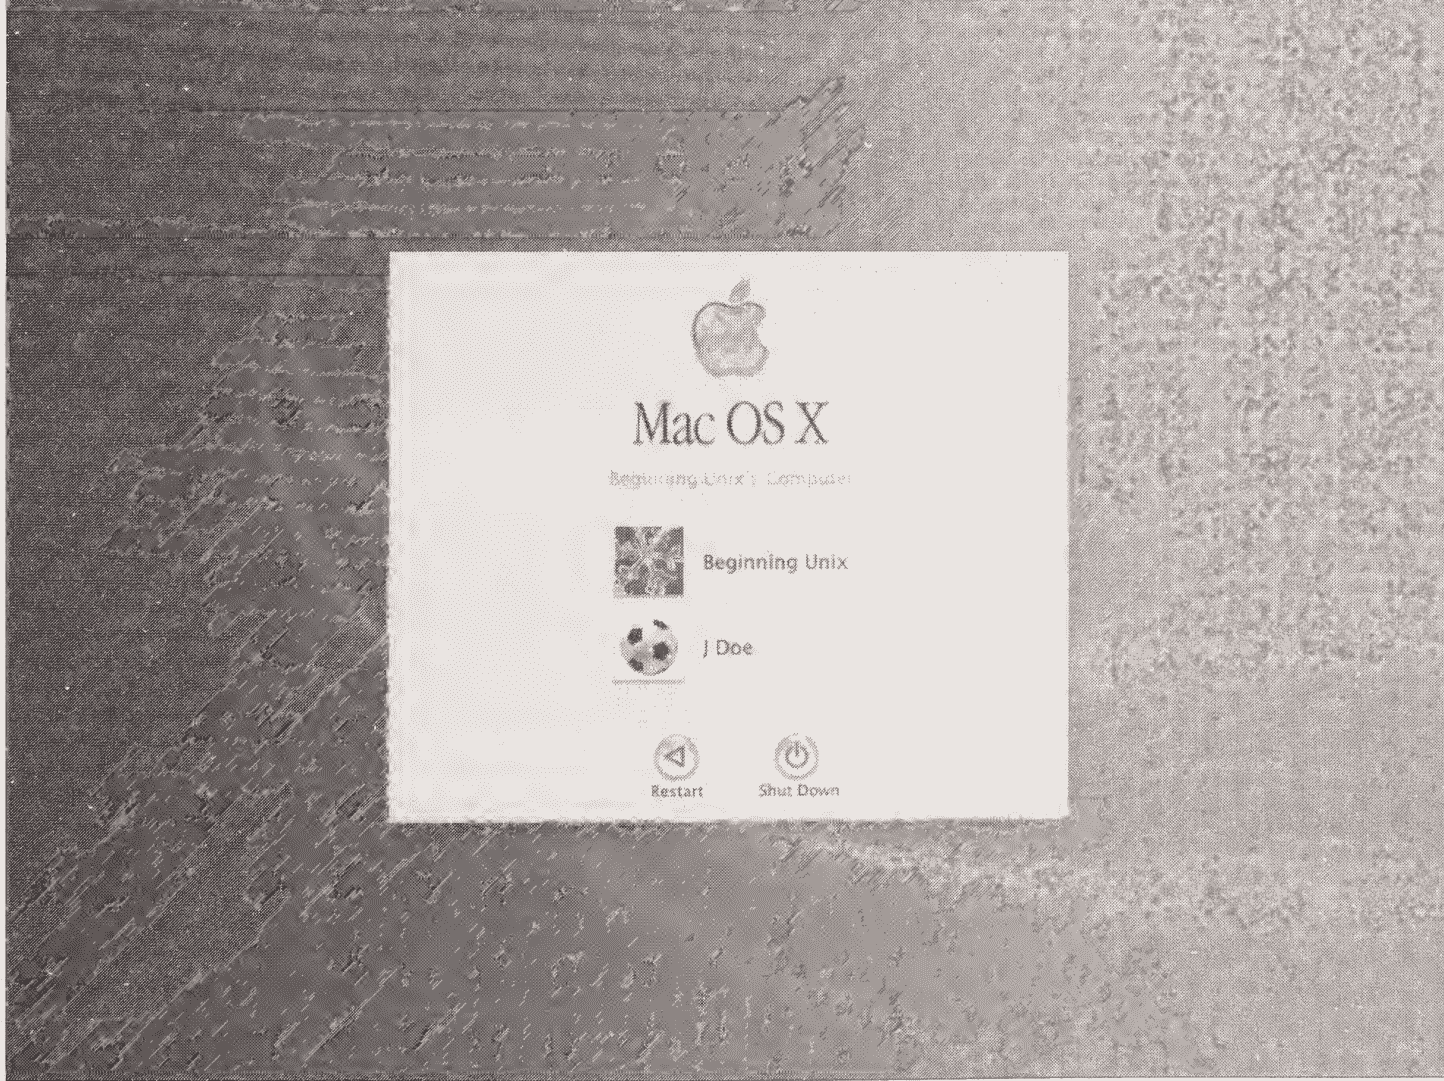 Mac OS X
Beginning Unix's Computer
Beginning Unix
J Doe
Restart
Shut Down